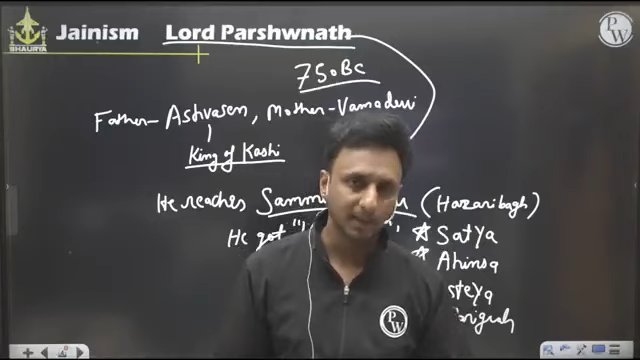 SHAURYA
Jainism Lord Parshwnath
PW
750BC
Father- Ashvasen, Mother-Vamadevi
King of Kashi
He reaches (Hazaribagh)
He got
Satya
Ahinsa
PW